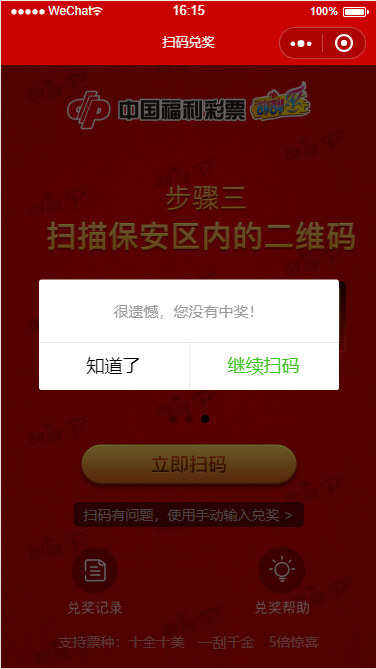 WeChat
16:15
100%
扫码兑奖
中国福利彩票
刮刮乐
步骤三
扫描保安区内的二维码
很遗憾，您没有中奖！
知道了
继续扫码
立即扫码
扫码有问题，使用手动输入兑奖 >
兑奖记录
兑奖帮助
支持票种：十全十美 一刮千金 5倍惊喜